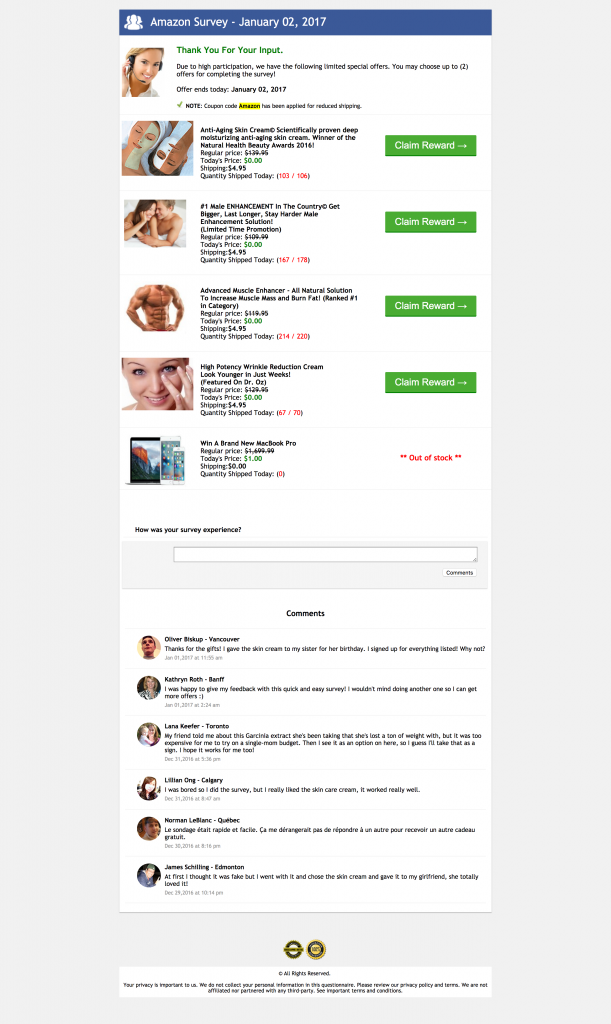 Amazon Survey - January 02, 2017
Thank You For Your Input.
Due to high participation, we have the following limited special offers. You may choose up to (2)
offers for completing the survey!
Offer ends today: January 02, 2017
NOTE: Coupon code Amazon has been applied for reduced shipping.
Anti-Aging Skin Cream© Scientifically proven deep
moisturizing anti-aging skin cream. Winner of the
Natural Health Beauty Awards 2016!
Regular price: $139.95
Today's Price: $0.00
Shipping:$4.95
Quantity Shipped Today: (103 / 106)
Claim Reward →
#1 Male ENHANCEMENT In The Country© Get
Bigger, Last Longer, Stay Harder Male
Enhancement Solution!
(Limited Time Promotion)
Regular price: $109.99
Today's Price: $0.00
Shipping:$4.95
Quantity Shipped Today: (167 / 178)
Claim Reward →
Advanced Muscle Enhancer - All Natural Solution
To Increase Muscle Mass and Burn Fat! (Ranked #1
in Category)
Regular price: $119.95
Today's Price: $0.00
Shipping:$4.95
Quantity Shipped Today: (214 / 220)
Claim Reward →
High Potency Wrinkle Reduction Cream
Look Younger in Just Weeks!
(Featured On Dr. Oz)
Regular price: $129.95
Today's Price: $0.00
Shipping:$4.95
Quantity Shipped Today: (67 / 70)
Claim Reward →
Win A Brand New MacBook Pro
Regular price: $1,699.99
Today's Price: $1.00
Shipping:$0.00
Quantity Shipped Today: (0)
** Out of stock **
How was your survey experience?
Comments
Comments
Oliver Biskup - Vancouver
Thanks for the gifts! I gave the skin cream to my sister for her birthday. I signed up for everything listed! Why not?
Jan 01,2017 at 11:55 am
Kathryn Roth - Banff
I was happy to give my feedback with this quick and easy survey! I wouldn't mind doing another one so I can get
more offers :)
Jan 01,2017 at 2:24 am
Lana Keefer - Toronto
My friend told me about this Garcinia extract she's been taking that she's lost a ton of weight with, but it was too
expensive for me to try on a single-mom budget. Then I see it as an option on here, so I guess I'll take that as a
sign. I hope it works for me too!
Dec 31,2016 at 5:36 pm
Lillian Ong - Calgary
I was bored so I did the survey, but I really liked the skin care cream, it worked really well.
Dec 31,2016 at 8:47 am
Norman LeBlanc - Québec
Le sondage était rapide et facile. Ça me dérangerait pas de répondre à un autre pour recevoir un autre cadeau
gratuit.
Dec 30,2016 at 8:16 pm
James Schilling - Edmonton
At first I thought it was fake but I went with it and chose the skin cream and gave it to my girlfriend, she totally
loved it!
Dec 29,2016 at 10:14 pm
© All Rights Reserved.
Your privacy is important to us. We do not collect your personal information in this questionnaire. Please review our privacy policy and terms. We are not
affiliated nor partnered with any third-party. See important terms and conditions.